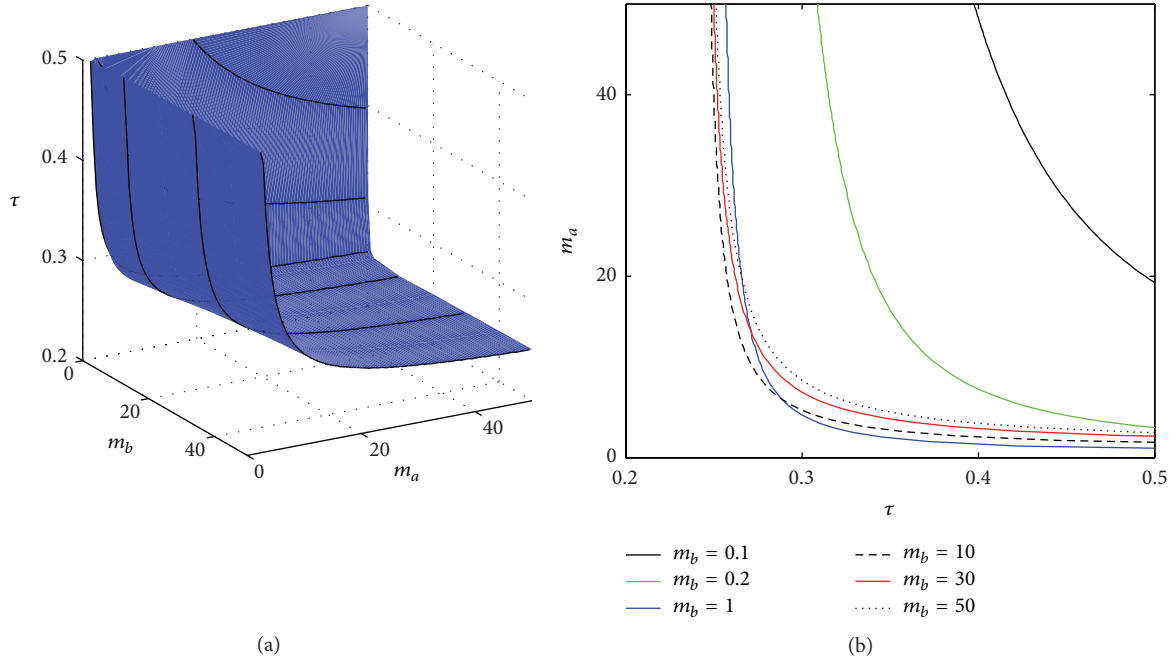 0.5
0.4
τ
0.3
0.2
0
20
m_b
40
0
20
m_a
40
(a)
40
m_a
20
0
0.2
0.3
0.4
0.5
τ
m_b = 0.1
m_b = 0.2
m_b = 1
m_b = 10
m_b = 30
m_b = 50
(b)